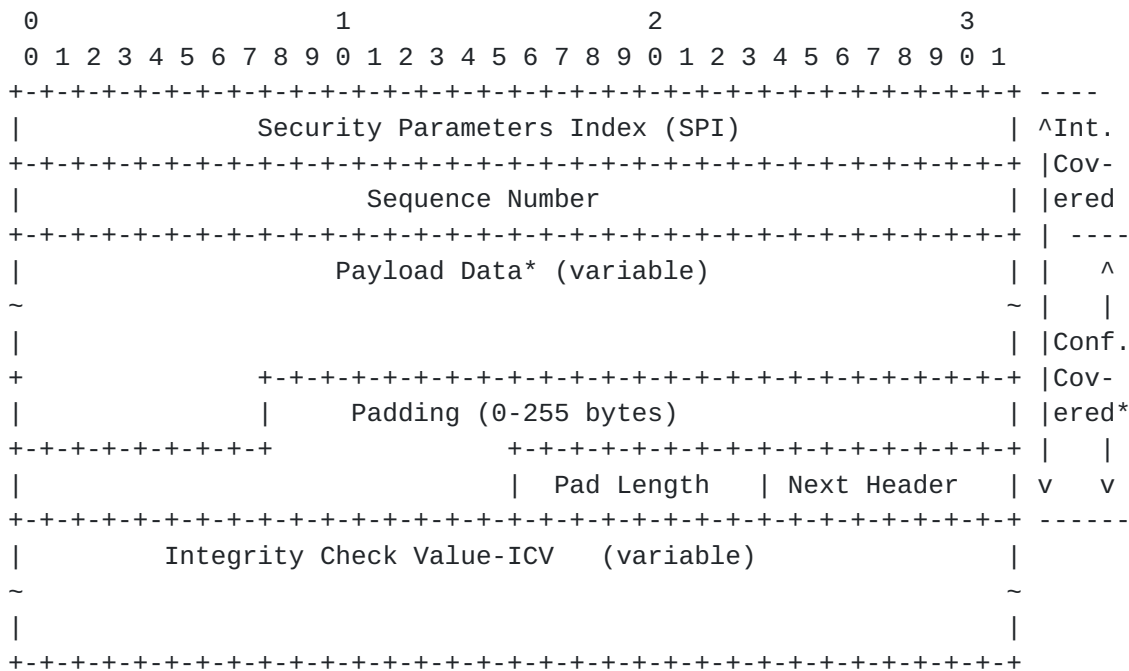 0                   1                   2                   3
 0 1 2 3 4 5 6 7 8 9 0 1 2 3 4 5 6 7 8 9 0 1 2 3 4 5 6 7 8 9 0 1
+-+-+-+-+-+-+-+-+-+-+-+-+-+-+-+-+-+-+-+-+-+-+-+-+-+-+-+-+-+-+-+-+ ----
|               Security Parameters Index (SPI)                 | ^Int.
+-+-+-+-+-+-+-+-+-+-+-+-+-+-+-+-+-+-+-+-+-+-+-+-+-+-+-+-+-+-+-+-+ |Cov-
|                      Sequence Number                          | |ered
+-+-+-+-+-+-+-+-+-+-+-+-+-+-+-+-+-+-+-+-+-+-+-+-+-+-+-+-+-+-+-+-+ | ----
|                    Payload Data* (variable)                   | |   ^
~                                                               ~ |   |
|                                                               | |Conf.
+               +-+-+-+-+-+-+-+-+-+-+-+-+-+-+-+-+-+-+-+-+-+-+-+-+ |Cov-
|               |     Padding (0-255 bytes)                     | |ered*
+-+-+-+-+-+-+-+-+               +-+-+-+-+-+-+-+-+-+-+-+-+-+-+-+-+ |   |
|                               |  Pad Length   | Next Header   | v   v
+-+-+-+-+-+-+-+-+-+-+-+-+-+-+-+-+-+-+-+-+-+-+-+-+-+-+-+-+-+-+-+-+ ------
|         Integrity Check Value-ICV   (variable)                |
~                                                               ~
|                                                               |
+-+-+-+-+-+-+-+-+-+-+-+-+-+-+-+-+-+-+-+-+-+-+-+-+-+-+-+-+-+-+-+-+